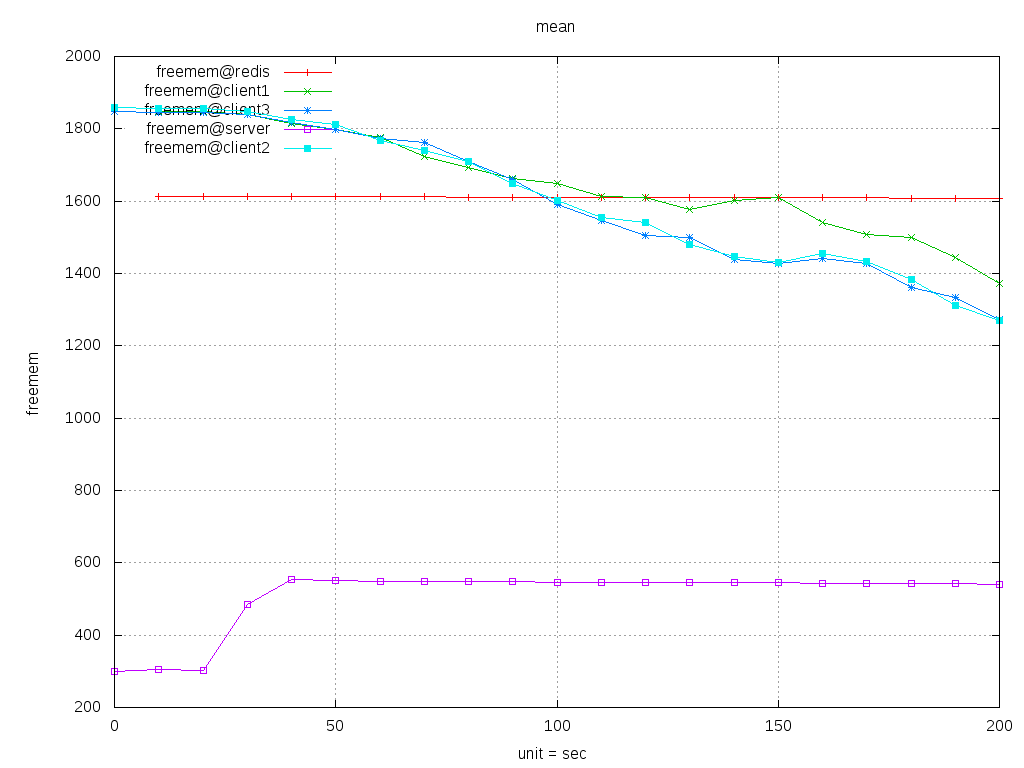 mean
2000
1800
1600
1400
1200
1000
800
600
400
200
freemem
freemem@redis
freemem@client1
freemem@client3
freemem@server
freemem@client2
0
50
100
150
200
unit = sec